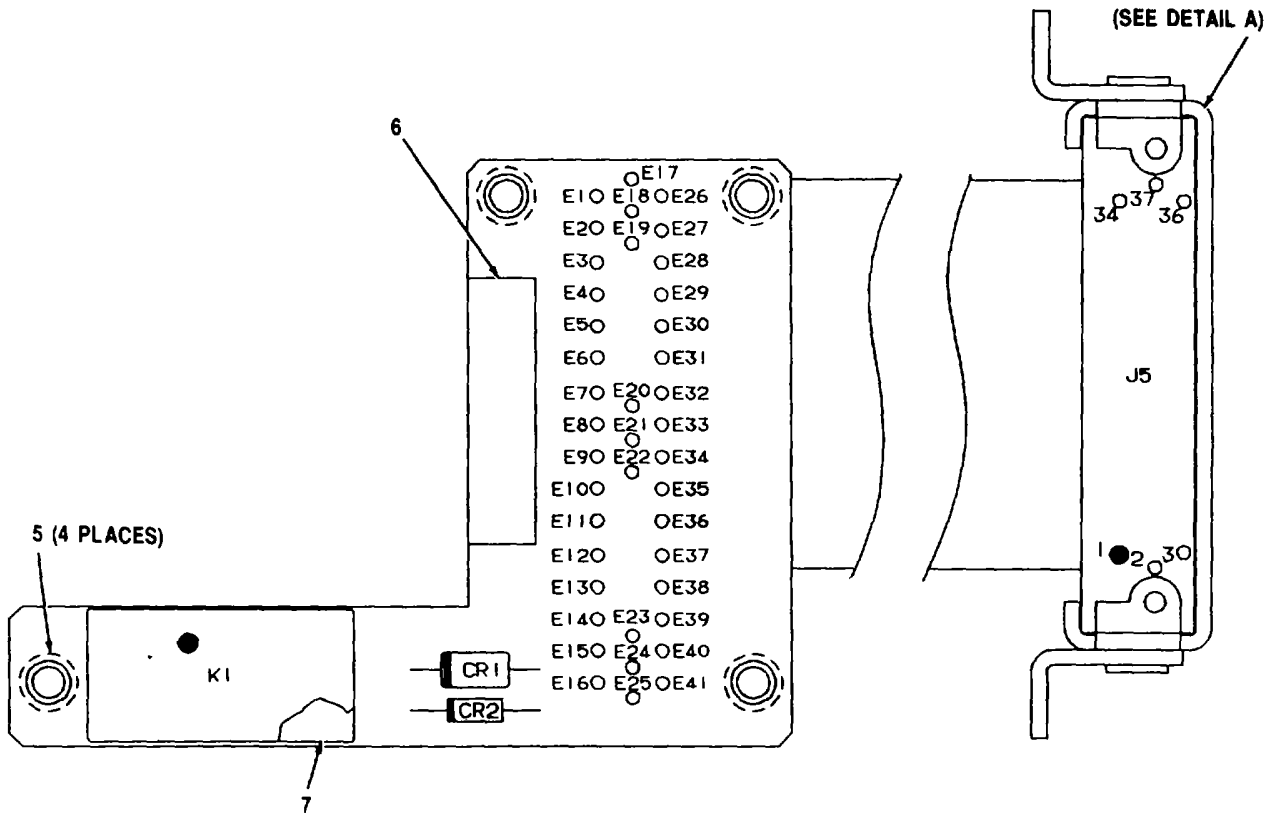 (SEE DETAIL A)
6
E17
E1 E18 E26
E2 E19 E27
E3 E28
E4 E29
E5 E30
E6 E31
E7 E20 E32
E8 E21 E33
E9 E22 E34
E10 E35
E11 E36
E12 E37
E13 E38
E14 E23 E39
E15 E24 E40
E16 E25 E41
34 37 36
J5
1 2 3
5 (4 PLACES)
K1
CR1
CR2
7